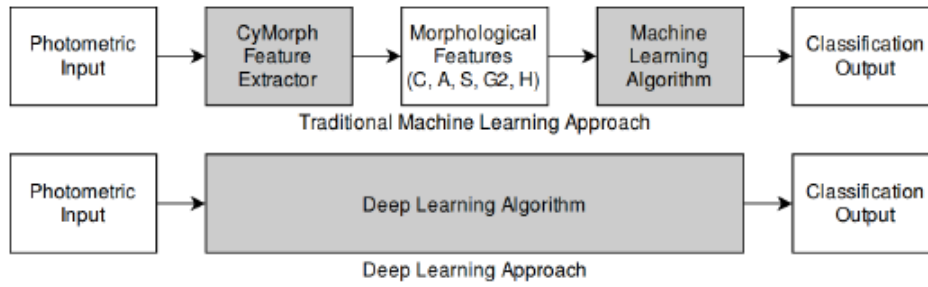 Photometric
Input
CyMorph
Feature
Extractor
Morphological
Features
(C, A, S, G2, H)
Machine
Learning
Algorithm
Classification
Output
Traditional Machine Learning Approach
Photometric
Input
Deep Learning Algorithm
Classification
Output
Deep Learning Approach